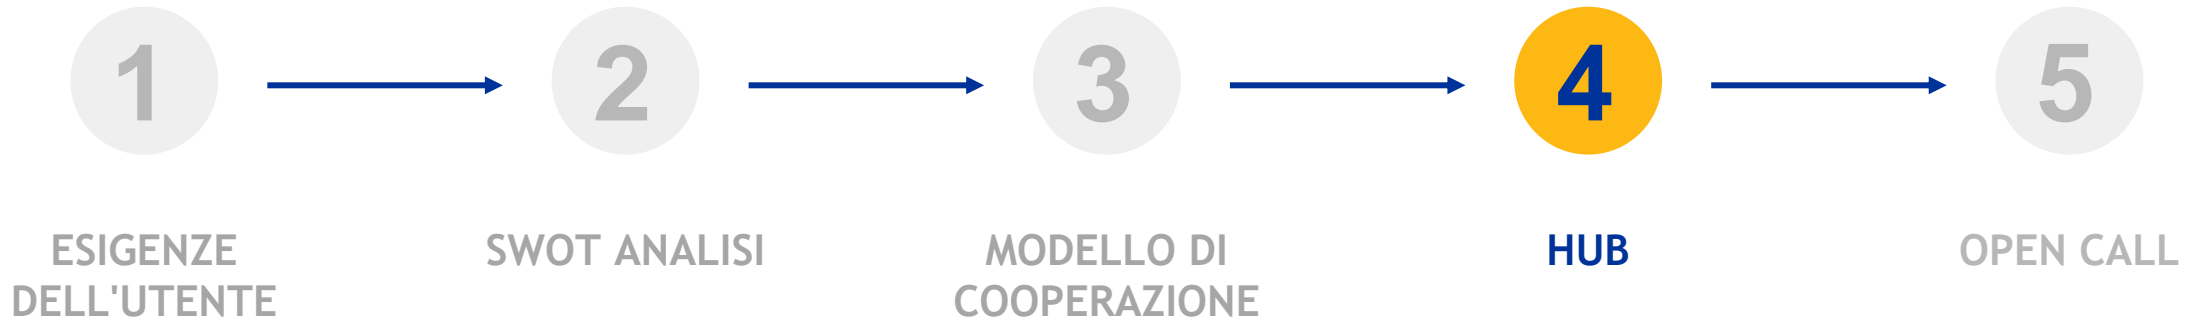 1
2
3
4
5
ESIGENZE
DELL'UTENTE
SWOT ANALISI
MODELLO DI
COOPERAZIONE
HUB
OPEN CALL